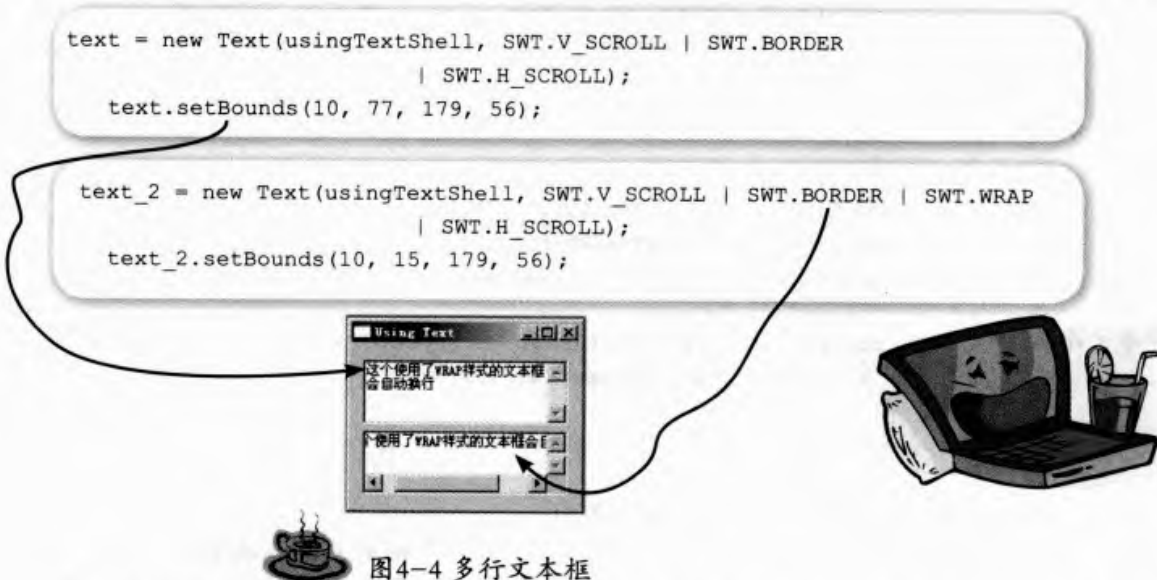 text = new Text(usingTextShell, SWT.V_SCROLL | SWT.BORDER
| SWT.H_SCROLL);
text.setBounds(10, 77, 179, 56);
text_2 = new Text(usingTextShell, SWT.V_SCROLL | SWT.BORDER | SWT.WRAP
| SWT.H_SCROLL);
text_2.setBounds(10, 15, 179, 56);
Using Text
这个使用了WRAP样式的文本框
会自动换行
个使用了WRAP样式的文本框会自
图4-4 多行文本框